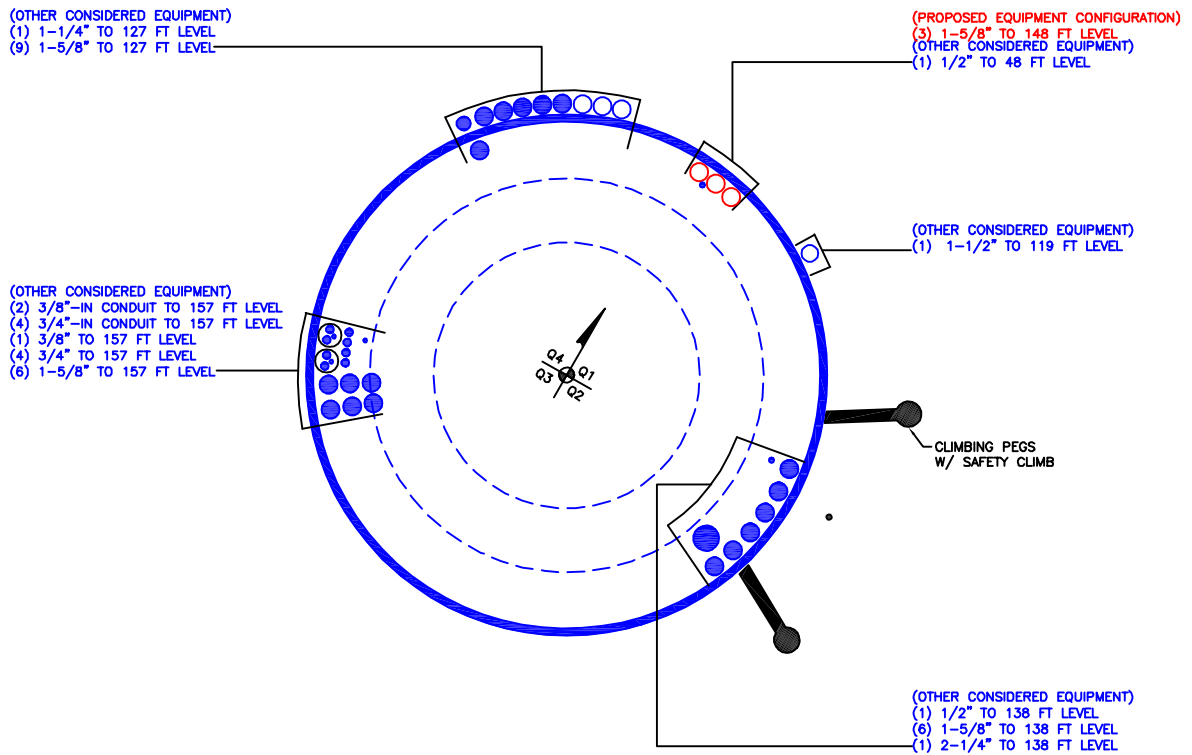 (OTHER CONSIDERED EQUIPMENT)
(1) 1-1/4" TO 127 FT LEVEL
(9) 1-5/8" TO 127 FT LEVEL
(PROPOSED EQUIPMENT CONFIGURATION)
(3) 1-5/8" TO 148 FT LEVEL
(OTHER CONSIDERED EQUIPMENT)
(1) 1/2" TO 48 FT LEVEL
(OTHER CONSIDERED EQUIPMENT)
(1) 1-1/2" TO 119 FT LEVEL
(OTHER CONSIDERED EQUIPMENT)
(2) 3/8"-IN CONDUIT TO 157 FT LEVEL
(4) 3/4"-IN CONDUIT TO 157 FT LEVEL
(1) 3/8" TO 157 FT LEVEL
(4) 3/4" TO 157 FT LEVEL
(6) 1-5/8" TO 157 FT LEVEL
Q4 Q1
Q3 Q2
CLIMBING PEGS
W/ SAFETY CLIMB
(OTHER CONSIDERED EQUIPMENT)
(1) 1/2" TO 138 FT LEVEL
(6) 1-5/8" TO 138 FT LEVEL
(1) 2-1/4" TO 138 FT LEVEL